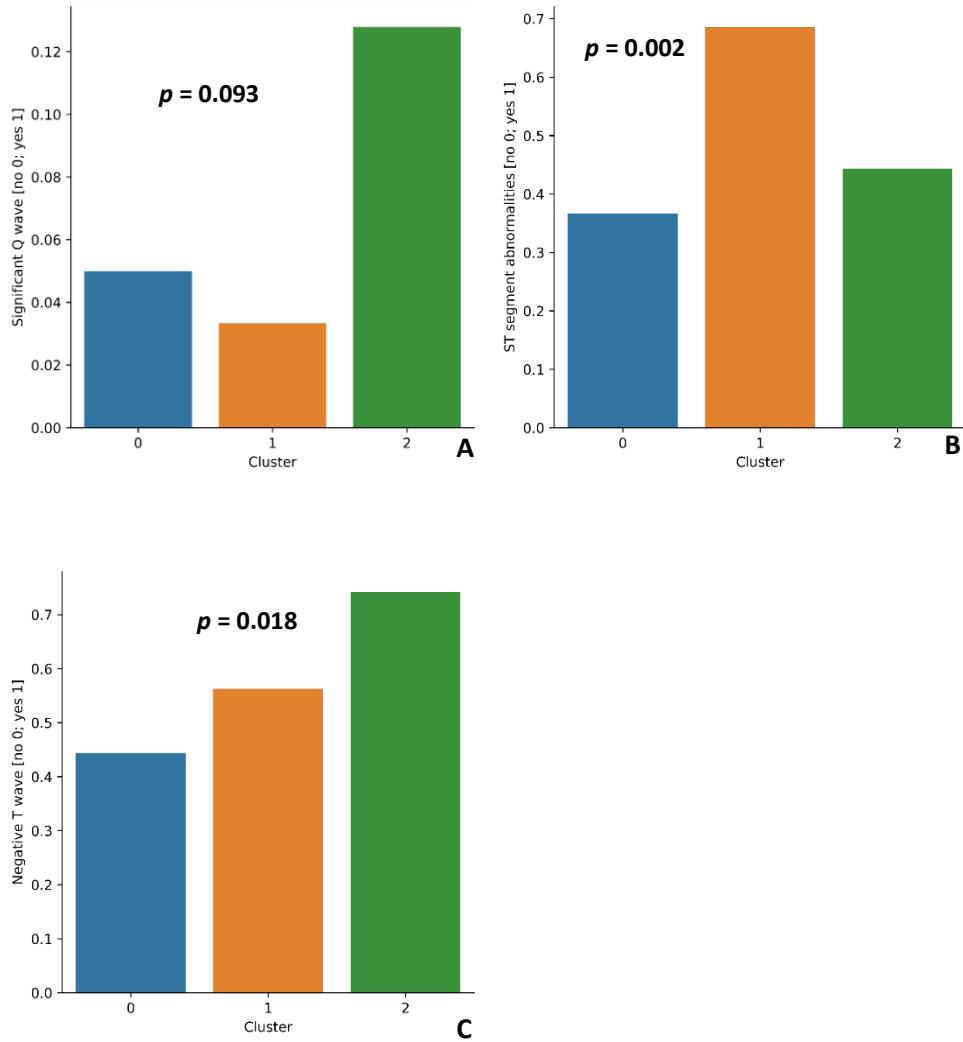 Significant Q wave [no 0; yes 1]
0.12
0.10
0.08
0.06
0.04
0.02
0.00
p = 0.093
0 1 2
Cluster
A
ST segment abnormalities [no 0; yes 1]
0.7
0.6
0.5
0.4
0.3
0.2
0.1
0.0
p = 0.002
0 1 2
Cluster
B
Negative T wave [no 0; yes 1]
0.7
0.6
0.5
0.4
0.3
0.2
0.1
0.0
p = 0.018
0 1 2
Cluster
C